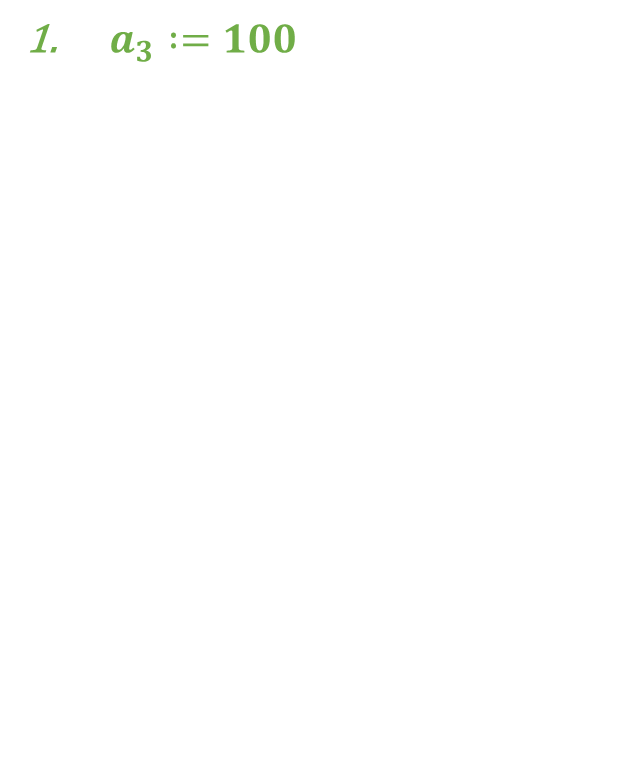 1. a₃ := 100